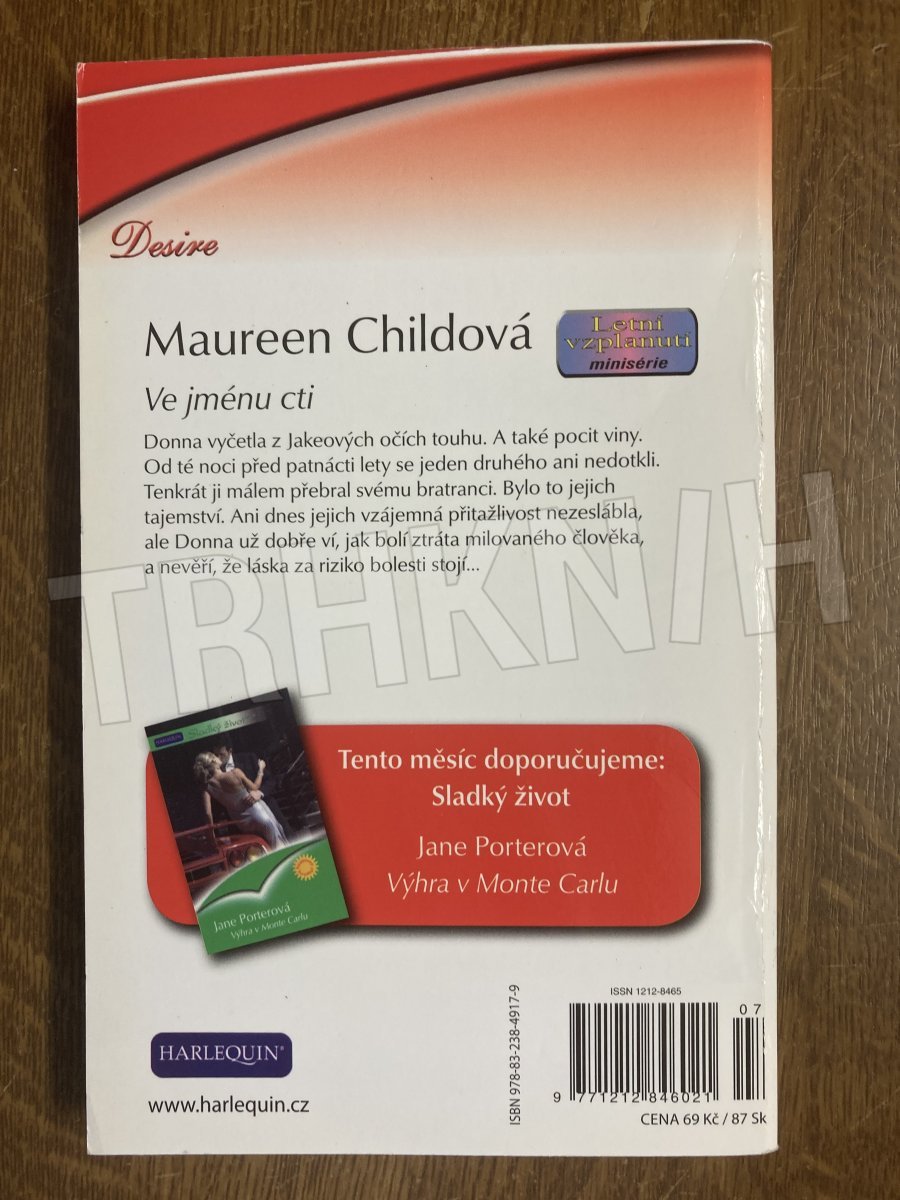 Desire
Maureen Childová
Letní
vzplanutí
minisérie
Ve jménu cti
Donna vyčetla z Jakeových očích touhu. A také pocit viny.
Od té noci před patnácti lety se jeden druhého ani nedotkli.
Tenkrát ji málem přebral svému bratranci. Bylo to jejich
tajemství. Ani dnes jejich vzájemná přitažlivost nezeslábla,
ale Donna už dobře ví, jak bolí ztráta milovaného člověka,
a nevěří, že láska za riziko bolesti stojí...
TRHKNIH
HARLEQUIN
Sladký život
Jane Porterová
Výhra v Monte Carlu
Tento měsíc doporučujeme:
Sladký život
Jane Porterová
Výhra v Monte Carlu
HARLEQUIN®
www.harlequin.cz
ISBN 978-83-238-4917-9
ISSN 1212-8465
07
9 771212 846021
CENA 69 Kč / 87 Sk